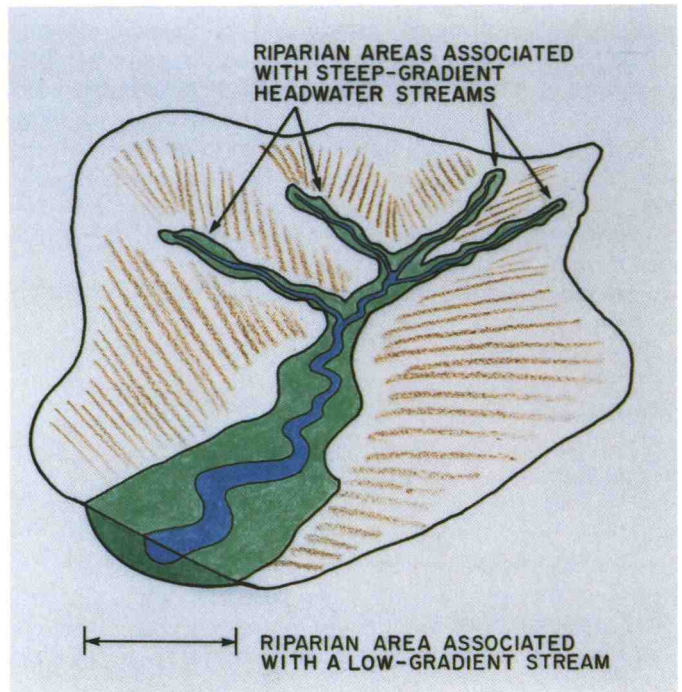 RIPARIAN AREAS ASSOCIATED
WITH STEEP-GRADIENT
HEADWATER STREAMS
RIPARIAN AREA ASSOCIATED
WITH A LOW-GRADIENT STREAM